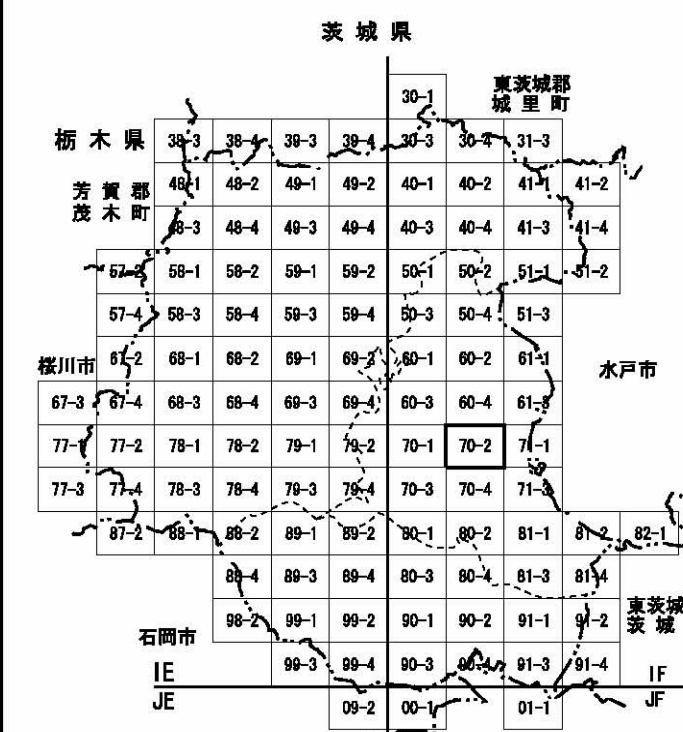 茨城県
30-1
東茨城郡
城里町
栃木県
38-3 38-4 39-3 39-4 30-3 30-4 31-3
芳賀郡
茂木町
48-1 48-2 49-1 49-2 40-1 40-2 41-1 41-2
48-3 48-4 49-3 49-4 40-3 40-4 41-3 41-4
57-2 58-1 58-2 59-1 59-2 50-1 50-2 51-1 51-2
57-4 58-3 58-4 59-3 59-4 50-3 50-4 51-3
桜川市
67-2 68-1 68-2 69-1 69-2 60-1 60-2 61-1
水戸市
67-3 67-4 68-3 68-4 69-3 69-4 60-3 60-4 61-3
77-1 77-2 78-1 78-2 79-1 79-2 70-1 70-2 71-1
77-3 77-4 78-3 78-4 79-3 79-4 70-3 70-4 71-3
87-2 88-1 88-2 89-1 89-2 80-1 80-2 81-1 81-2 82-1
88-4 89-3 89-4 80-3 80-4 81-3 81-4
98-2 99-1 99-2 90-1 90-2 91-1 91-2
東茨城
茨城
石岡市
99-3 99-4 90-3 90-4 91-3 91-4
IE IF
JE JF
09-2 00-1 01-1